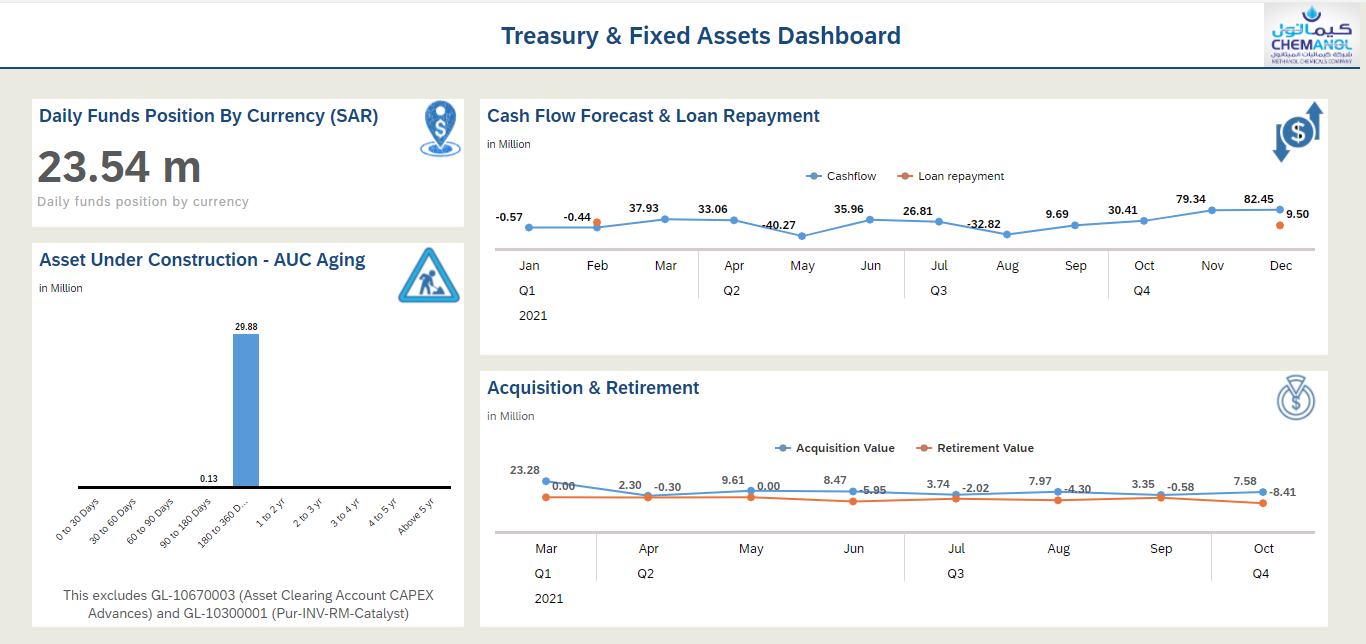 Treasury & Fixed Assets Dashboard
كيمانول
CHEMANOL
شركة كيميائيات الميثانول
METHANOL CHEMICALS COMPANY
Daily Funds Position By Currency (SAR)
23.54 m
Daily funds position by currency
Asset Under Construction - AUC Aging
in Million
29.88
0.13
0 to 30 Days
30 to 60 Days
60 to 90 Days
90 to 180 Days
180 to 360 D...
1 to 2 yr
2 to 3 yr
3 to 4 yr
4 to 5 yr
Above 5 yr
This excludes GL-10670003 (Asset Clearing Account CAPEX
Advances) and GL-10300001 (Pur-INV-RM-Catalyst)
Cash Flow Forecast & Loan Repayment
in Million
Cashflow Loan repayment
-0.57 -0.44 37.93 33.06 -40.27 35.96 26.81 -32.82 9.69 30.41 79.34 82.45 9.50
Jan Feb Mar Apr May Jun Jul Aug Sep Oct Nov Dec
Q1 Q2 Q3 Q4
2021
Acquisition & Retirement
in Million
Acquisition Value Retirement Value
23.28 0.00 2.30 -0.30 9.61 0.00 8.47 -5.95 3.74 -2.02 7.97 -4.30 3.35 -0.58 7.58 -8.41
Mar Apr May Jun Jul Aug Sep Oct
Q1 Q2 Q3 Q4
2021